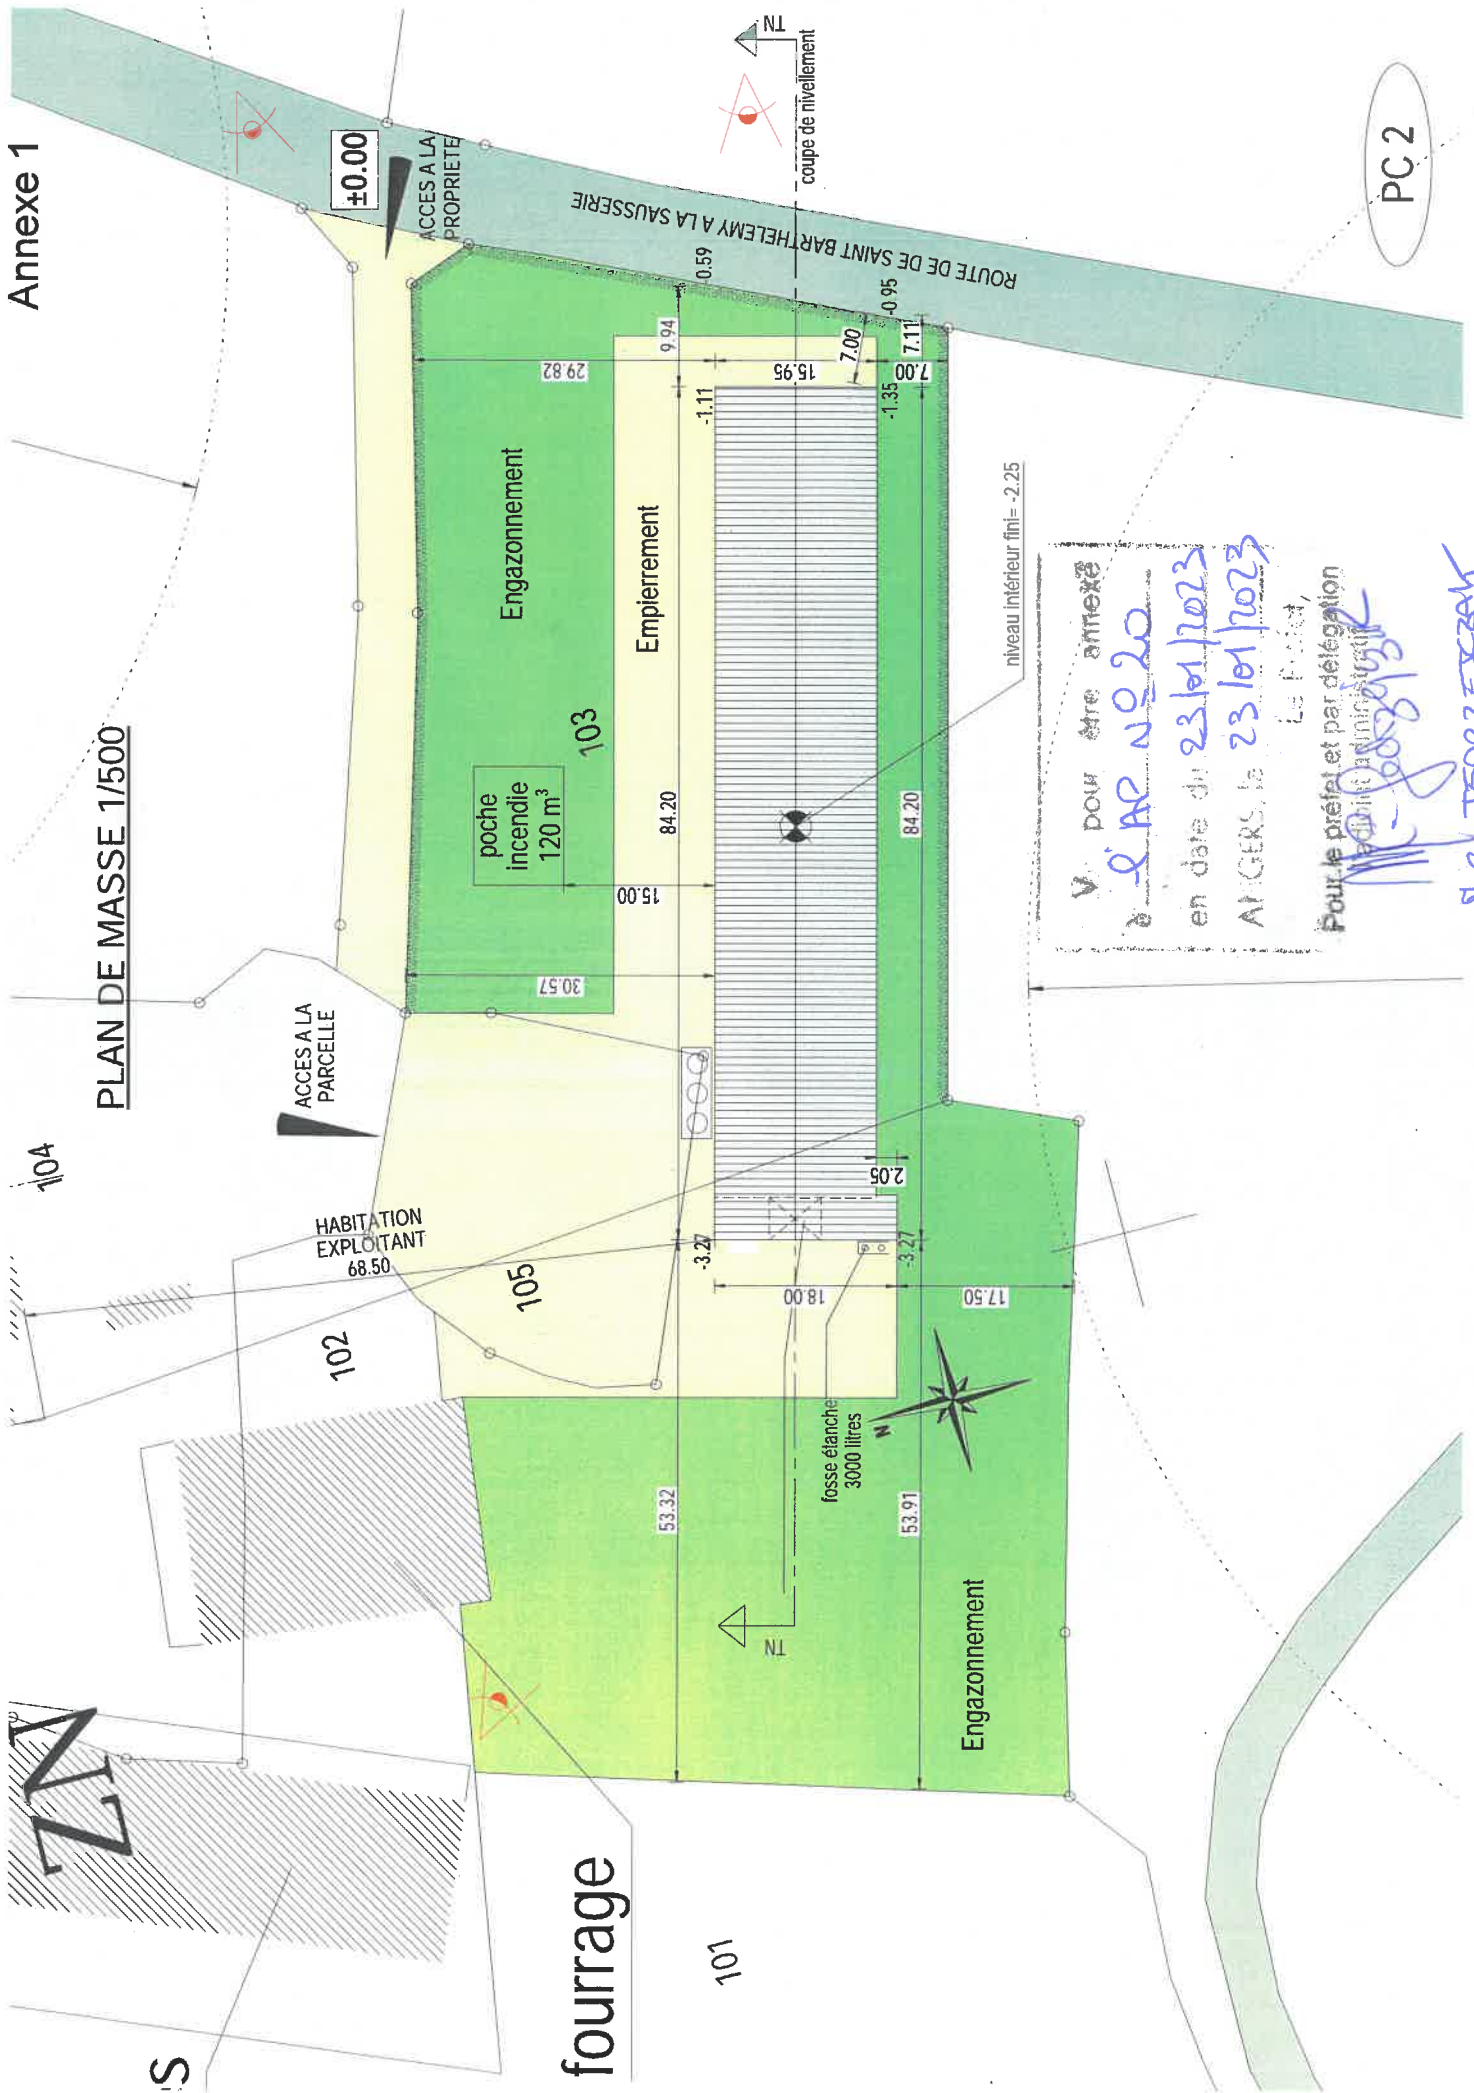 Annexe 1
PLAN DE MASSE 1/500
±0.00
ACCES A LA
PROPRIETE
TN
coupe de nivellement
ROUTE DE DE SAINT BARTHELEMY A LA SAUSSERIE
PC 2
104
ACCES A LA
PARCELLE
HABITATION
EXPLOITANT
68.50
102
105
103
Engazonnement
poche
incendie
120 m³
Empierrement
29.82
9.94
-0.59
-1.11
15.95
7.00
-0.95
7.11
7.00
-1.35
84.20
15.00
30.57
84.20
2.05
-3.27
-3.27
18.00
17.50
niveau intérieur fini= -2.25
fosse étanche
3000 litres
N
53.32
53.91
TN
Engazonnement
ZN
fourrage
101
s
pour être annexé
à l'AP N° 20
en date du 23/01/2023
ANGERS, le 23/01/2023
Le Préfet,
Pour le préfet et par délégation